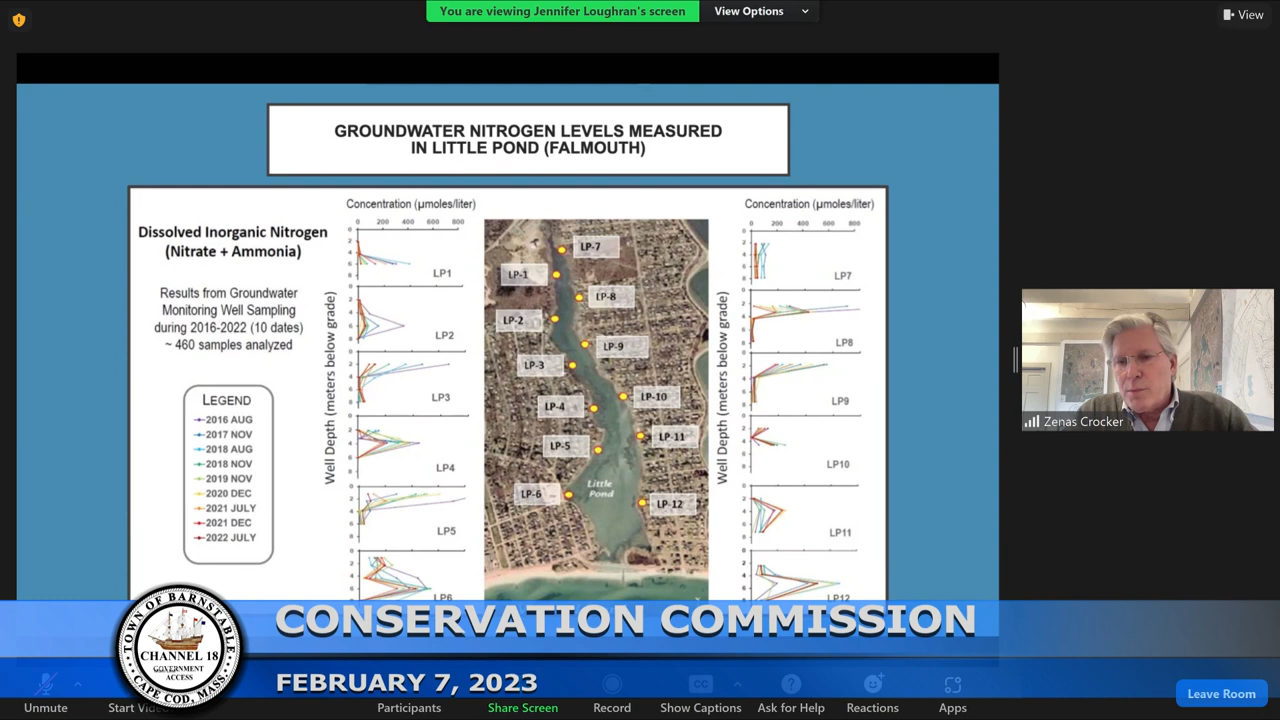 You are viewing Jennifer Loughran's screen
View Options
View
GROUNDWATER NITROGEN LEVELS MEASURED
IN LITTLE POND (FALMOUTH)
Dissolved Inorganic Nitrogen
(Nitrate + Ammonia)
Results from Groundwater
Monitoring Well Sampling
during 2016-2022 (10 dates)
~ 460 samples analyzed
LEGEND
2016 AUG
2017 NOV
2018 AUG
2018 NOV
2019 NOV
2020 DEC
2021 JULY
2021 DEC
2022 JULY
Concentration (µmoles/liter)
0 200 400 600 800
Well Depth (meters below grade)
LP1
LP2
LP3
LP4
LP5
LP6
LP-7
LP-1
LP-8
LP-2
LP-9
LP-3
LP-10
LP-4
LP-11
LP-5
Little
Pond
LP-6
LP-12
Concentration (µmoles/liter)
0 200 400 600 800
Well Depth (meters below grade)
LP7
LP8
LP9
LP10
LP11
LP12
Zenas Crocker
TOWN OF BARNSTABLE
CHANNEL 18
GOVERNMENT
ACCESS
CAPE COD, MASS.
CONSERVATION COMMISSION
FEBRUARY 7, 2023
Unmute
Start Video
Participants
Share Screen
Record
CC
Show Captions
Ask for Help
Reactions
Apps
Leave Room